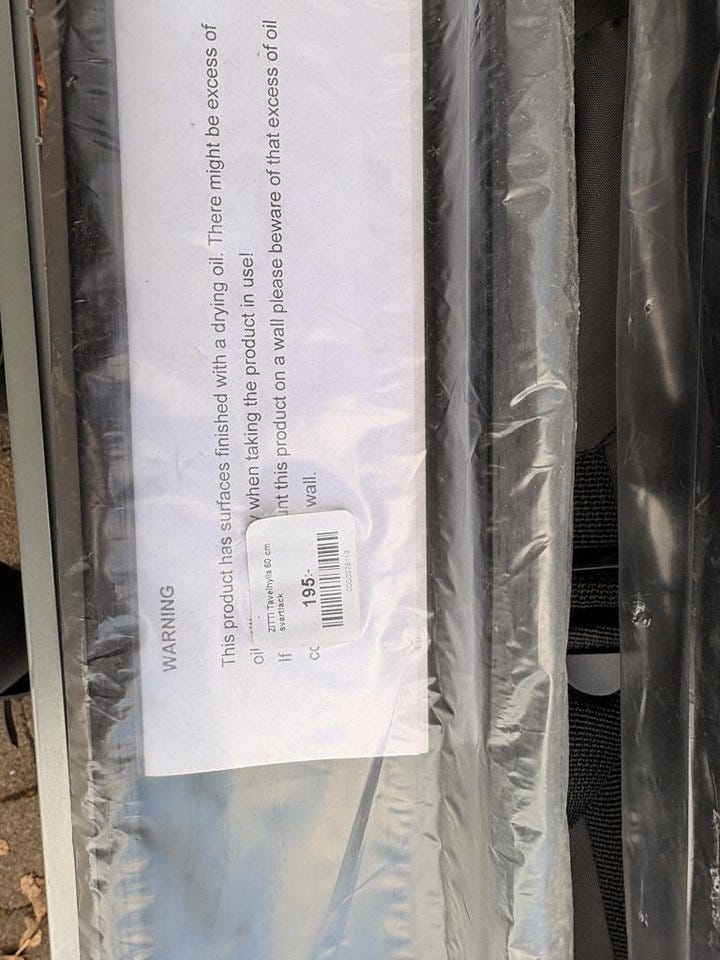 WARNING
This product has surfaces finished with a drying oil. There might be excess of
oil when taking the product in use!
If this product on a wall please beware of that excess of oil
wall.
ZITTI Tavelhylla 60 cm
svartlack
195:-